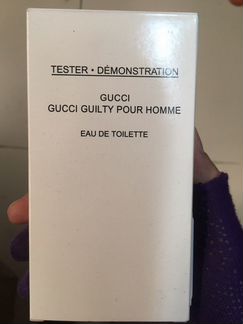 TESTER • DÉMONSTRATION
GUCCI
GUCCI GUILTY POUR HOMME
EAU DE TOILETTE